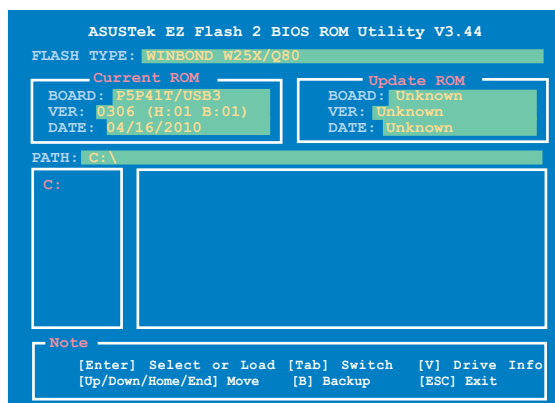 ASUSTek EZ Flash 2 BIOS ROM Utility V3.44
FLASH TYPE: WINBOND W25X/Q80
Current ROM
BOARD: P5P41T/USB3
VER: 0306 (H:01 B:01)
DATE: 04/16/2010
Update ROM
BOARD: Unknown
VER: Unknown
DATE: Unknown
PATH: C:\
C:
Note
[Enter] Select or Load [Tab] Switch [V] Drive Info
[Up/Down/Home/End] Move [B] Backup [ESC] Exit